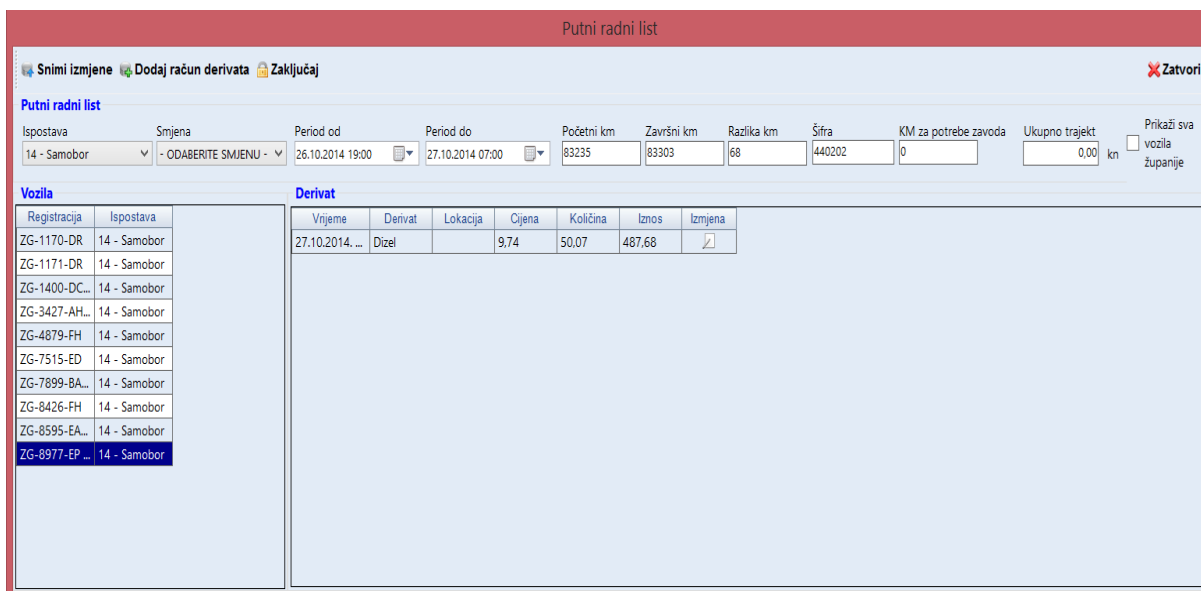 Putni radni list
Snimi izmjene Dodaj račun derivata Zaključaj Zatvori
Putni radni list
Ispostava Smjena Period od Period do Početni km Završni km Razlika km Šifra KM za potrebe zavoda Ukupno trajekt Prikaži sva vozila županije
14 - Samobor - ODABERITE SMJENU - 26.10.2014 19:00 27.10.2014 07:00 83235 83303 68 440202 0 0,00 kn
Vozila Derivat
Registracija Ispostava
ZG-1170-DR 14 - Samobor
ZG-1171-DR 14 - Samobor
ZG-1400-DC... 14 - Samobor
ZG-3427-AH... 14 - Samobor
ZG-4879-FH 14 - Samobor
ZG-7515-ED 14 - Samobor
ZG-7899-BA... 14 - Samobor
ZG-8426-FH 14 - Samobor
ZG-8595-EA... 14 - Samobor
ZG-8977-EP ... 14 - Samobor
Vrijeme Derivat Lokacija Cijena Količina Iznos Izmjena
27.10.2014. ... Dizel 9,74 50,07 487,68